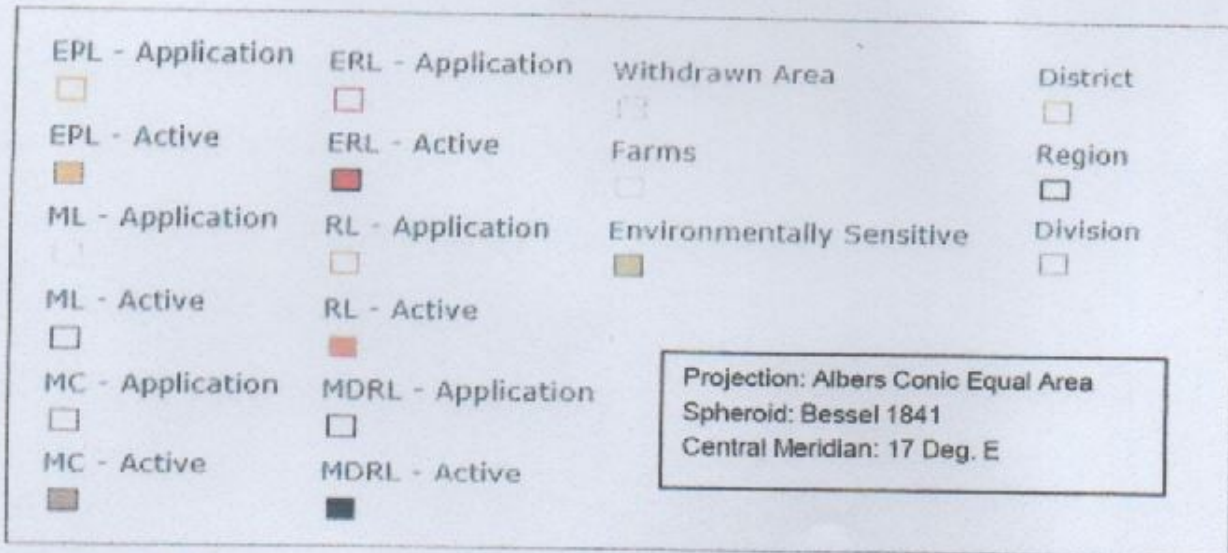 EPL - Application
EPL - Active
ML - Application
ML - Active
MC - Application
MC - Active
ERL - Application
ERL - Active
RL - Application
RL - Active
MDRL - Application
MDRL - Active
Withdrawn Area
Farms
Environmentally Sensitive
District
Region
Division
Projection: Albers Conic Equal Area
Spheroid: Bessel 1841
Central Meridian: 17 Deg. E